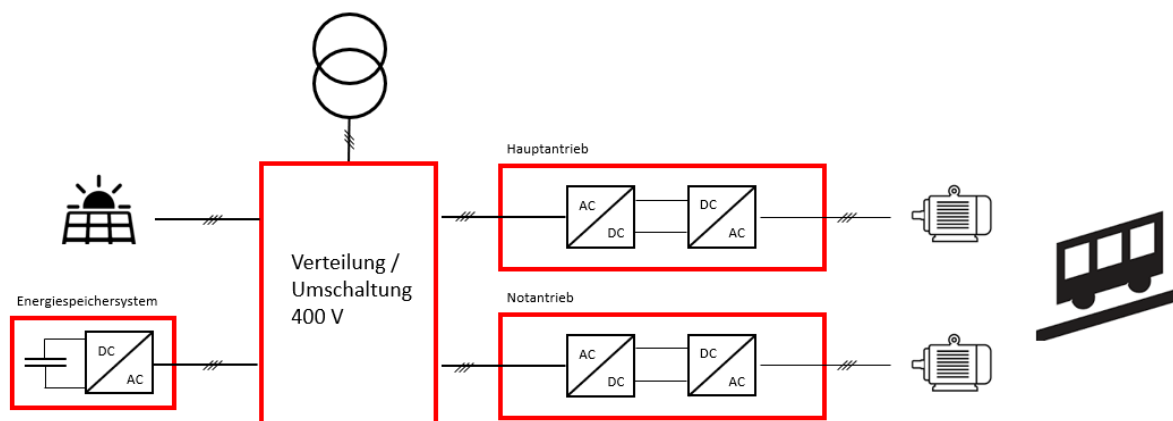 Hauptantrieb
AC
DC
DC
AC
Verteilung /
Umschaltung
400 V
Energiespeichersystem
DC
AC
Notantrieb
AC
DC
DC
AC